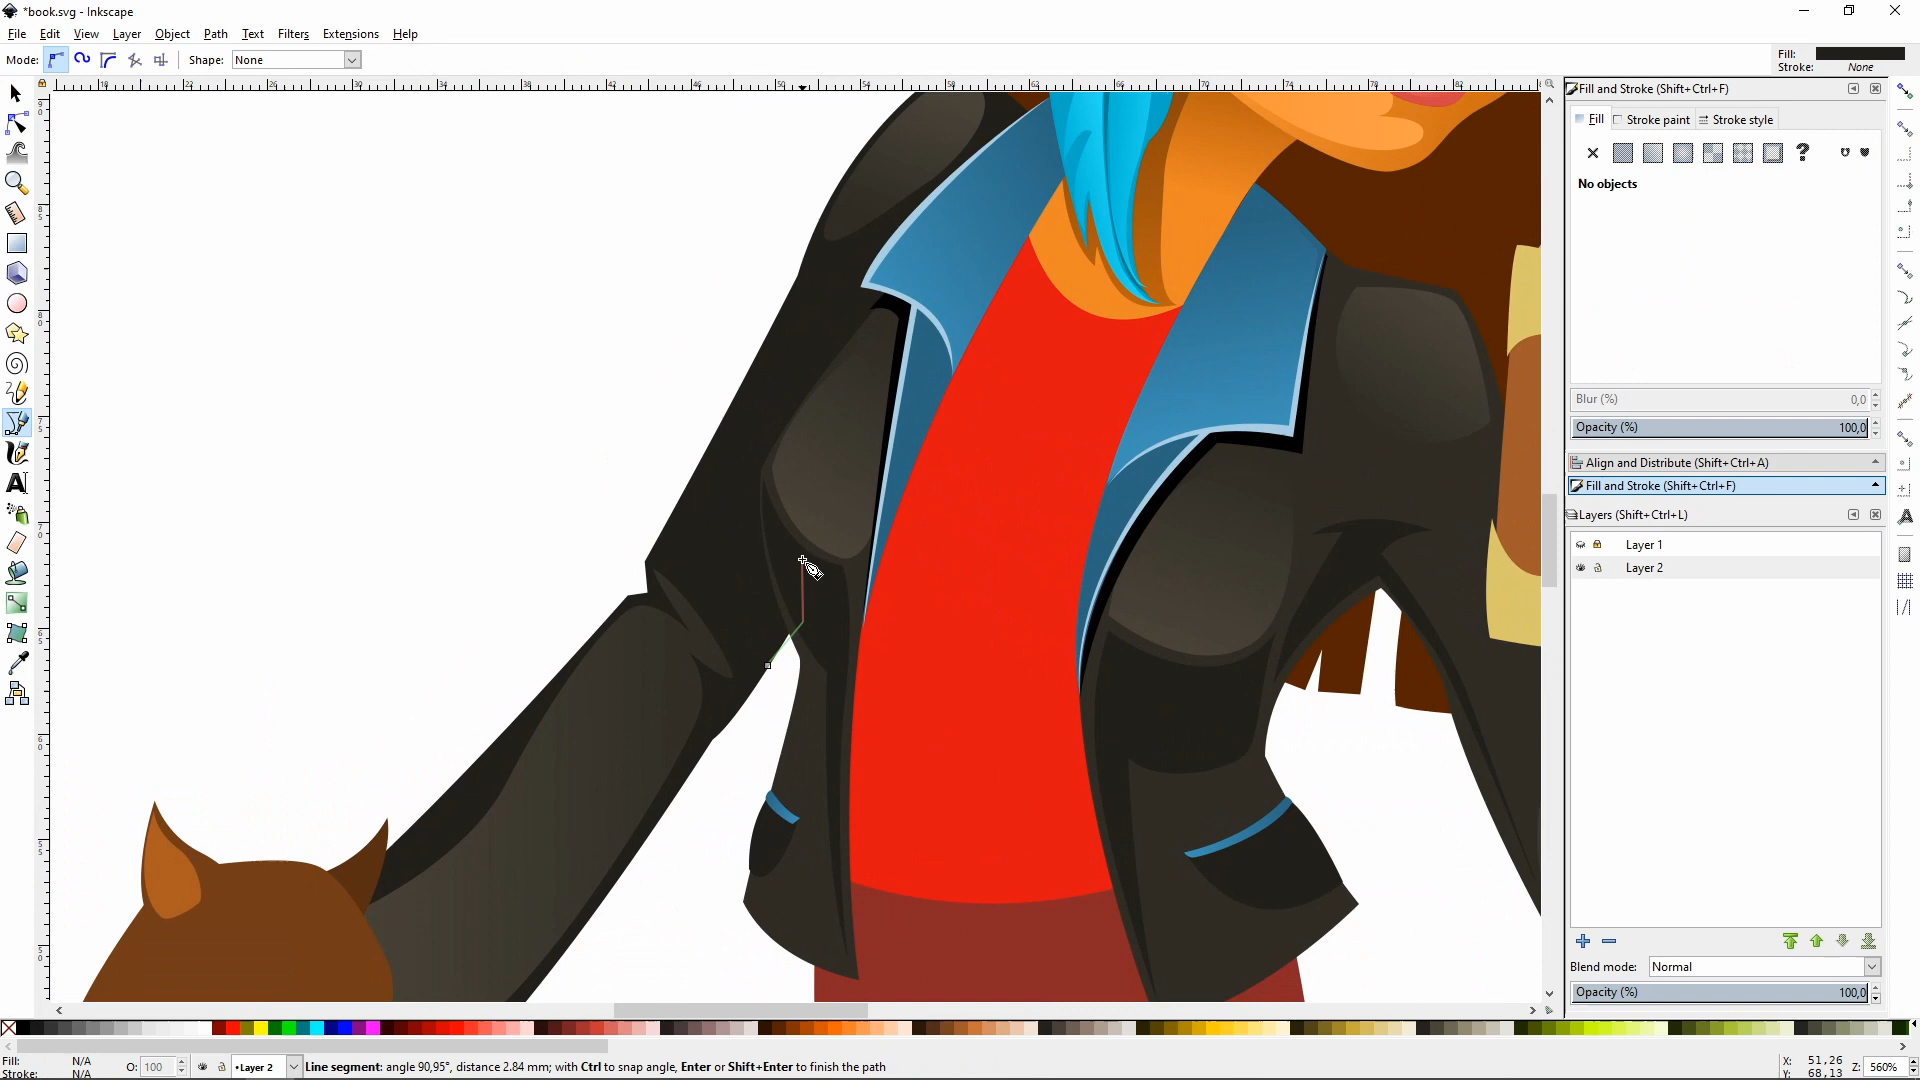 *book.svg - Inkscape
File Edit View Layer Object Path Text Filters Extensions Help
Mode: Shape: None
Fill:
Stroke: None
Fill and Stroke (Shift+Ctrl+F)
Fill Stroke paint Stroke style
No objects
Blur (%) 0,0
Opacity (%) 100,0
Align and Distribute (Shift+Ctrl+A)
Fill and Stroke (Shift+Ctrl+F)
Layers (Shift+Ctrl+L)
Layer 1
Layer 2
Blend mode: Normal
Opacity (%) 100,0
Fill: N/A
Stroke: N/A
O: 100
•Layer 2
Line segment: angle 90,95°, distance 2.84 mm; with Ctrl to snap angle, Enter or Shift+Enter to finish the path
X: 51,26
Y: 68,13
Z: 560%